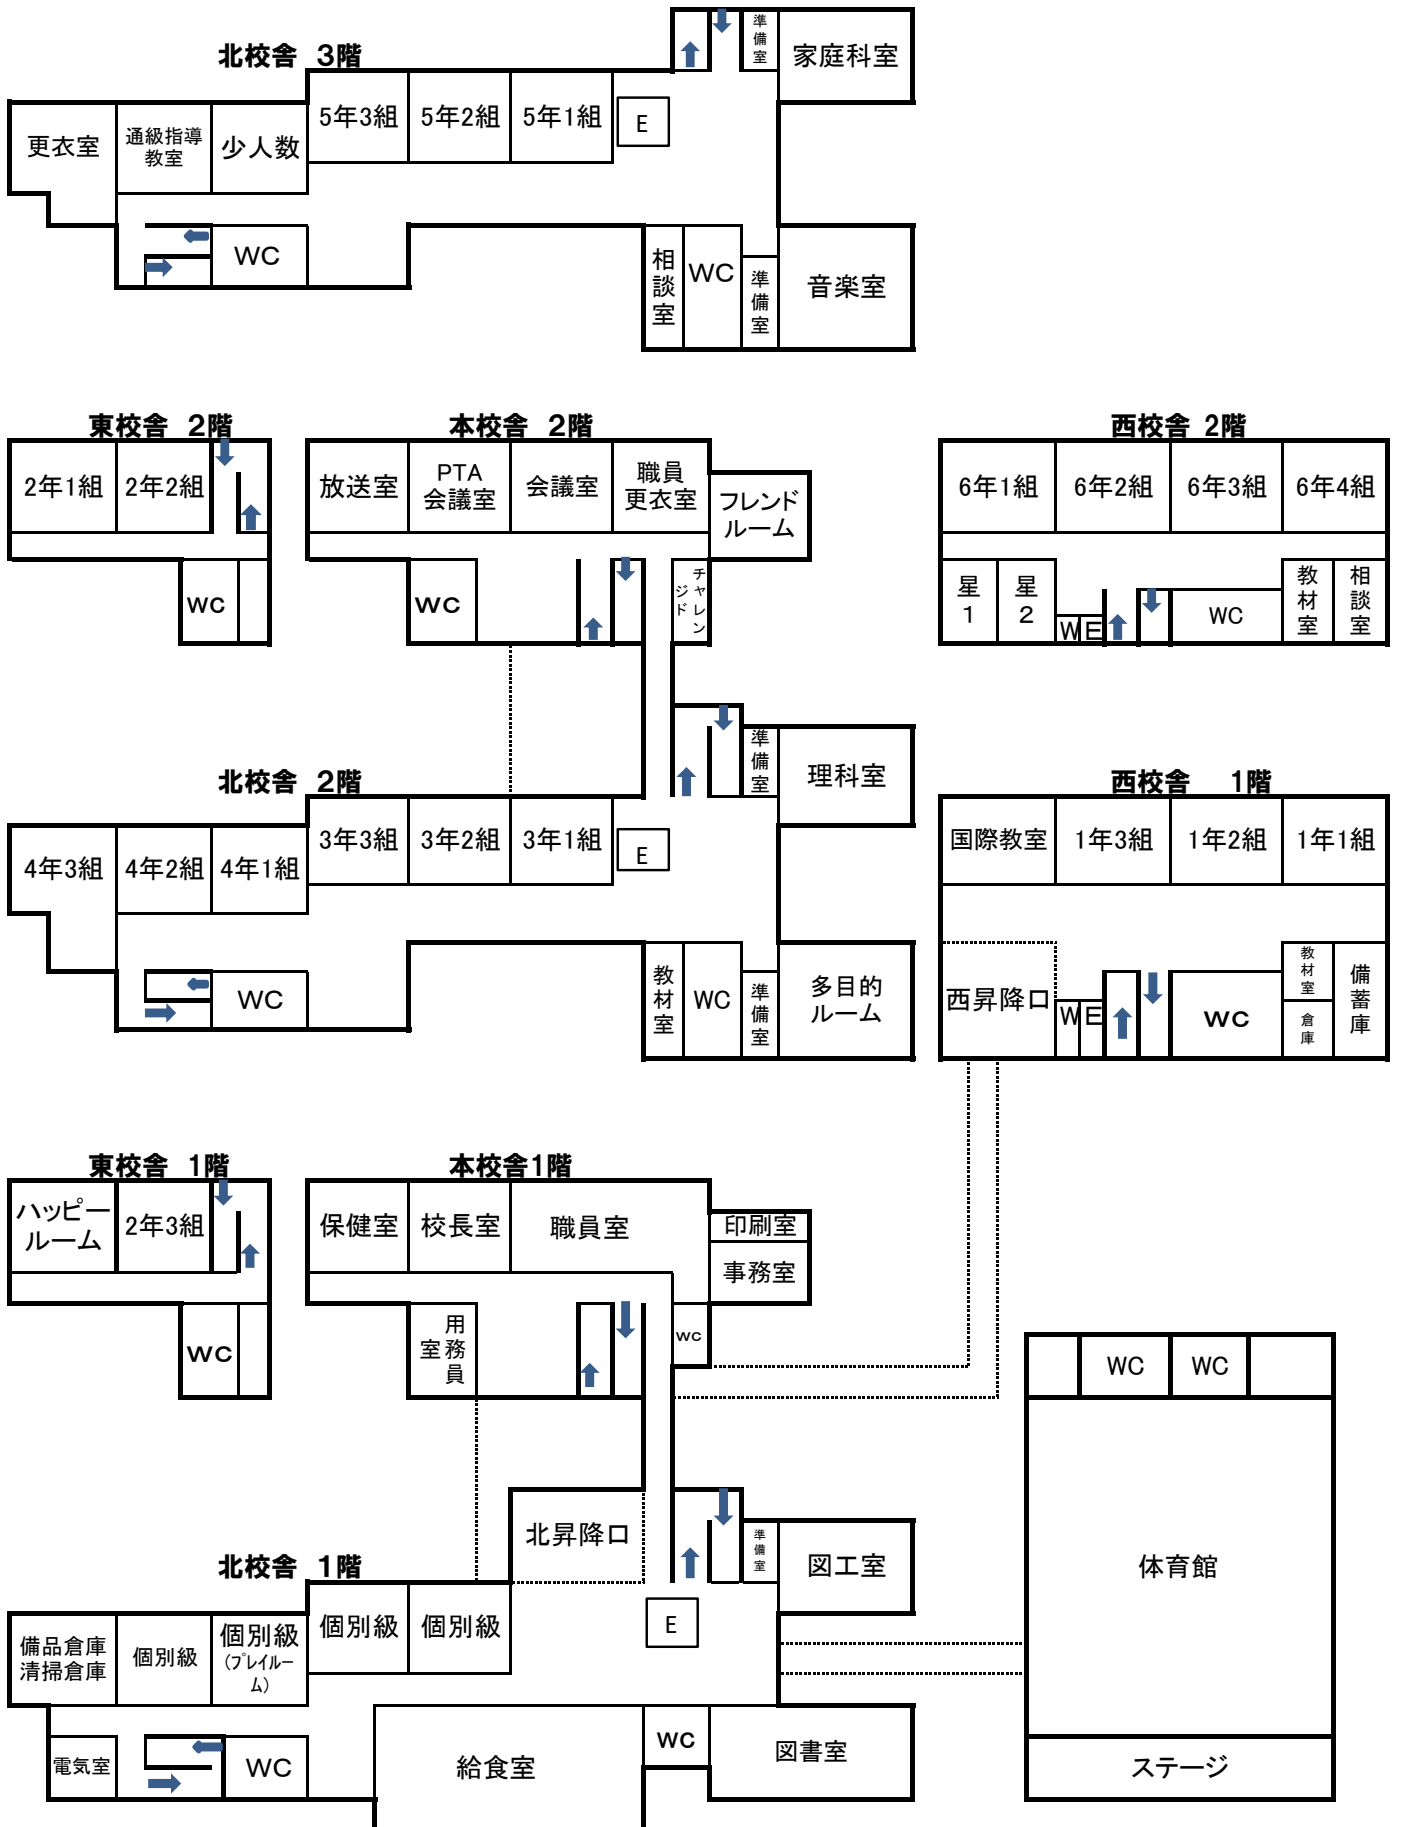 北校舎 3階
準備室
家庭科室
5年3組
5年2組
5年1組
E
更衣室
通級指導
教室
少人数
WC
相談室
WC
準備室
音楽室
東校舎 2階
本校舎 2階
西校舎 2階
2年1組
2年2組
放送室
PTA
会議室
会議室
職員
更衣室
フレンド
ルーム
6年1組
6年2組
6年3組
6年4組
WC
WC
チャレンジド
星1
星2
W
E
WC
教材室
相談室
準備室
理科室
北校舎 2階
西校舎 1階
3年3組
3年2組
3年1組
E
4年3組
4年2組
4年1組
国際教室
1年3組
1年2組
1年1組
WC
教材室
WC
準備室
多目的
ルーム
西昇降口
W
E
WC
教材室
倉庫
備蓄庫
東校舎 1階
本校舎1階
ハッピー
ルーム
2年3組
保健室
校長室
職員室
印刷室
事務室
WC
用務員室
WC
WC
WC
北昇降口
準備室
図工室
体育館
北校舎 1階
備品倉庫
清掃倉庫
個別級
個別級
(プレイルー
ム)
個別級
個別級
E
電気室
WC
給食室
WC
図書室
ステージ